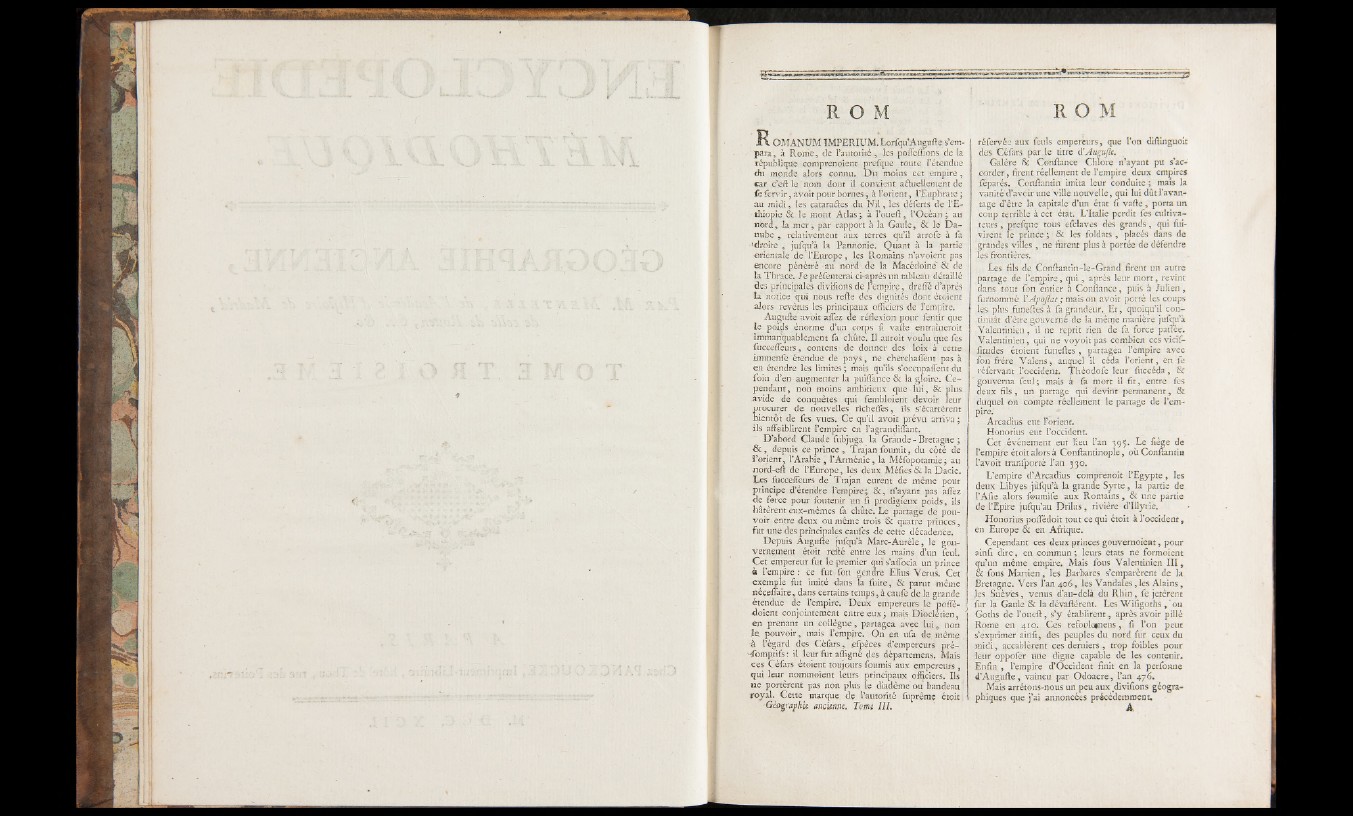 ROM
ROMANUM IMPERIUM. Lorſqu'Auguſte s'em-
para, à Rome, de l'autorité, les poſſeſſions de la
république comprenoient preſque toute l'étendue
du monde alors connu. Du moins cet empire,
car c'eſt le nom dont il convient actuellement de
ſe ſervir, avoit pour bornes, à l'orient, l'Euphrate;
au midi, les cataractes du Nil, les déſerts de l'E-
thiopie & le mont Atlas; à l'oueſt, l'Océan; au
nord, la mer, par rapport à la Gaule, & le Da-
nube, relativement aux terres qu'il arroſe à ſa
droite, juſqu'à la Pannonie. Quant à la partie
orientale de l'Europe, les Romains n'avoient pas
encore pénétré au nord de la Macédoine & de
la Thrace. Je préſenterai ci-après un tableau détaillé
des principales diviſions de l'empire, dreſſé d'après
la notice qui nous reſte des dignités dont étoient
alors revêtus les principaux officiers de l'empire.
Auguſte avoit aſſez de réflexion pour ſentir que
le poids énorme d'un corps ſi vaſte entraîneroit
immanquablement ſa chûte. Il auroit voulu que ſes
ſucceſſeurs, contens de donner des loix à cette
immenſe étendue de pays, ne cherchaſſent pas à
en étendre les limites; mais qu'ils s'occupaſſent du
ſoin d'en augmenter la puiſſance & la gloire. Ce-
pendant, non moins ambitieux que lui, & plus
avide de conquêtes qui ſembloient devoir leur
procurer de nouvelles richeſſes, ils s'écartèrent
bientôt de ſes vues. Ce qu'il avoit prévu arriva;
ils affoiblirent l'empire en l'agrandiſſant.
D'abord Claude ſubjuga la Grande-Bretagne;
&, depuis ce prince, Trajan ſoumit, du côté de
l'orient, l'Arabie, l'Arménie, la Méſopotamie; au
nord-eſt de l'Europe, les deux Mœſies & la Dacie.
Les ſucceſſeurs de Trajan eurent de même pour
principe d'étendre l'empire; &, n'ayant pas aſſez
de force pour ſoutenir un ſi prodigieux poids, ils
hâtèrent eux-mêmes ſa chûte. Le partage de pou-
voir entre deux ou même trois & quatre princes,
fut une des principales cauſes de cette décadence.
Depuis Auguſte juſqu'à Marc-Aurèle, le gou-
vernement étoit reſté entre les mains d'un ſeul.
Cet empereur fut le premier qui s'aſſocia un prince
à l'empire: ce fut ſon gendre Elius Verus. Cet
exemple fut imité dans la ſuite, & parut même
néceſſaire, dans certains temps, à cauſe de la grande
étendue de l'empire. Deux empereurs le poſſé-
doient conjointement entre eux; mais Dioclétien,
en prenant un collègue, partagea avec lui, non
le pouvoir, mais l'empire. On en uſa de même
à l'égard des Céſars, eſpèces d'empereurs pré-
ſomptifs: il leur fut aſſigné des départemens. Mais
ces Céſars étoient toujours ſoumis aux empereurs,
qui leur nommoient leurs principaux officiers. Ils
ne portèrent pas non plus le diadême ou bandeau
royal. Cette marque de l'autorité ſuprême étoit
Géographie ancienne. Tome III.
ROM
réſervée aux ſeuls empereurs, que l'on diſtinguoit
des Céſars par le titre d'Auguſte.
Galère & Conſtance Chlore n'ayant pu s'ac-
corder, firent réellement de l'empire deux empires
ſéparés. Conſtantin imita leur conduite; mais la
vanité d'avoir une ville nouvelle, qui lui dût l'avan-
tage d'être la capitale d'un état ſi vaſte, porta un
coup terrible à cet état. L'Italie perdit ſes cultiva-
teurs, preſque tous eſclaves des grands, qui ſui-
virent le prince; & les ſoldats, placés dans de
grandes villes, ne furent plus à portée de défendre
les frontières.
Les fils de Conſtantin-le-Grand firent un autre
partage de l'empire, qui, après leur mort, revint
dans tout ſon entier à Conſtance, puis à Julien,
ſurnommé l'Apoſtat; mais on avoit porté les coups
les plus funeſtes à ſa grandeur. Et, quoiqu'il con-
tinuât d'être gouverné de la même manière juſqu'à
Valentinien, il ne reprit rien de ſa force paſſée.
Valentinien, qui ne voyoit pas combien ces viciſ-
ſitudes étoient funeſtes, partagea l'empire avec
ſon frère Valens, auquel il céda l'orient, en ſe
réſervant l'occident. Théodoſe leur ſuccéda, &
gouverna ſeul; mais à ſa mort il fit, entre ſes
deux fils, un partage qui devint permanent, &
duquel on compte réellement le partage de l'em-
pire.
Arcadius eut l'orient.
Honorius eut l'occident.
Cet événement eut lieu l'an 395. Le ſiège de
l'empire étoit alors à Conſtantinople, où Conſtantin
l'avoit tranſporté l'an 330.
L'empire d'Arcadius comprenoit l'Egypte, les
deux Libyes juſqu'à la grande Syrte, la partie de
l'Aſie alors ſoumiſe aux Romains, & une partie
de l'Epire juſqu'au Drilus, rivière d'Illyrie.
Honorius poſſédoit tout ce qui étoit à l'occident,
en Europe & en Afrique.
Cependant ces deux princes gouvernoient, pour
ainſi dire, en commun; leurs états ne formoient
qu'un même empire. Mais ſous Valentinien III,
& ſous Martien, les Barbares s'emparèrent de la
Bretagne. Vers l'an 406, les Vandales, les Alains,
les Suèves, venus d'au-delà du Rhin, ſe jetèrent
ſur la Gaule & la dévaſtèrent. Les Wiſigoths, ou
Goths de l'oueſt, s'y établirent, après avoir pillé
Rome en 410. Ces refoulemens, ſi l'on peut
s'exprimer ainſi, des peuples du nord ſur ceux du
midi, accablèrent ces derniers, trop foibles pour
leur oppoſer une digue capable de les contenir.
Enfin, l'empire d'Occident finit en la perſonne
d'Auguſte, vaincu par Odoacre, l'an 476.
Mais arrêtons-nous un peu aux diviſions géogra-
phiques que j'ai annoncées précédemment.
A